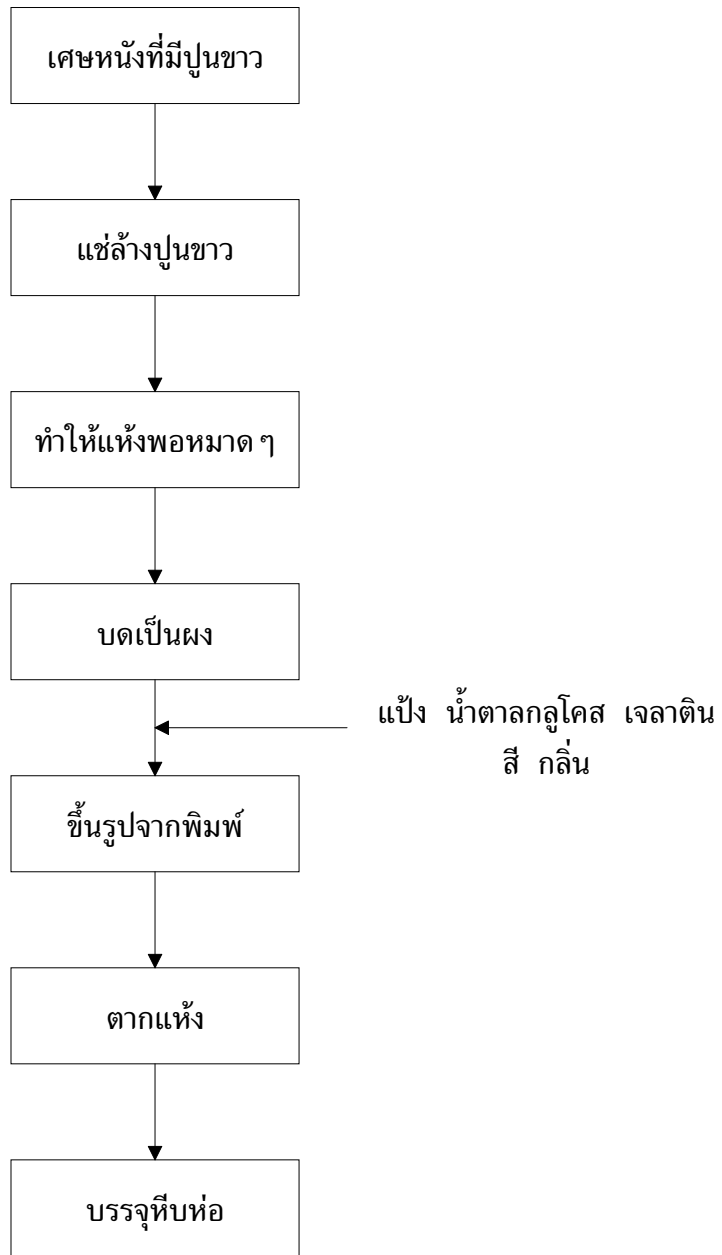 เศษหนังที่มีปูนขาว
แช่ล้างปูนขาว
ทำให้แห้งพอหมาด ๆ
บดเป็นผง
แป้ง น้ำตาลกลูโคส เจลาติน
สี กลิ่น
ขึ้นรูปจากพิมพ์
ตากแห้ง
บรรจุหีบห่อ